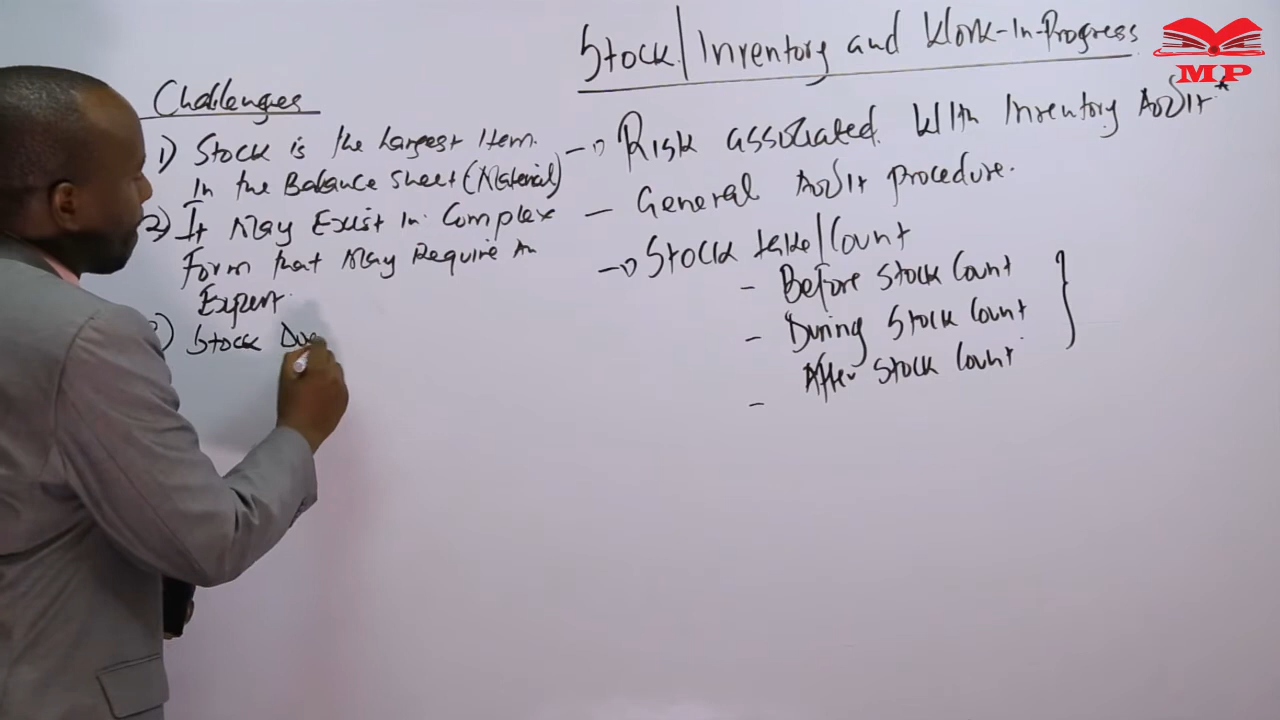 Challenges
1) Stock is the Largest Item
In the Balance Sheet (Material)
2) It May Exist In Complex
Form that May Require An
Expert.
) Stock Due
Stock/Inventory and Work-In-Progress
- Risk associated With Inventory Audit *
- General Audit procedure.
- Stock take/Count
- Before Stock Count
- During Stock Count
After Stock Count
-
MP